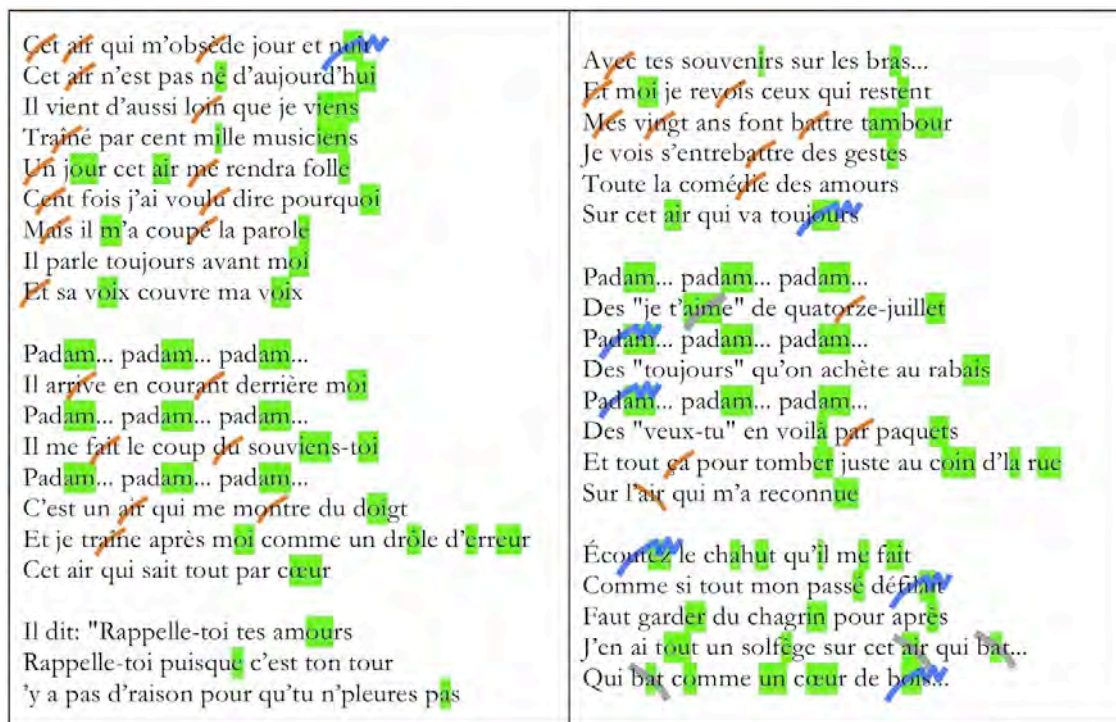 Cet air qui m'obsède jour et nuit
Cet air n'est pas né d'aujourd'hui
Il vient d'aussi loin que je viens
Traîné par cent mille musiciens
Un jour cet air me rendra folle
Cent fois j'ai voulu dire pourquoi
Mais il m'a coupé la parole
Il parle toujours avant moi
Et sa voix couvre ma voix
Padam... padam... padam...
Il arrive en courant derrière moi
Padam... padam... padam...
Il me fait le coup du souviens-toi
Padam... padam... padam...
C'est un air qui me montre du doigt
Et je traîne après moi comme un drôle d'erreur
Cet air qui sait tout par cœur
Il dit: "Rappelle-toi tes amours
Rappelle-toi puisque c'est ton tour
'y a pas d'raison pour qu'tu n'pleures pas
Avec tes souvenirs sur les bras...
Et moi je revois ceux qui restent
Mes vingt ans font battre tambour
Je vois s'entrebattre des gestes
Toute la comédie des amours
Sur cet air qui va toujours
Padam... padam... padam...
Des "je t'aime" de quatorze-juillet
Padam... padam... padam...
Des "toujours" qu'on achète au rabais
Padam... padam... padam...
Des "veux-tu" en voilà par paquets
Et tout ça pour tomber juste au coin d'la rue
Sur l'air qui m'a reconnue
Écoutez le chahut qu'il me fait
Comme si tout mon passé défilait
Faut garder du chagrin pour après
J'en ai tout un solfège sur cet air qui bat...
Qui bat comme un cœur de bois...